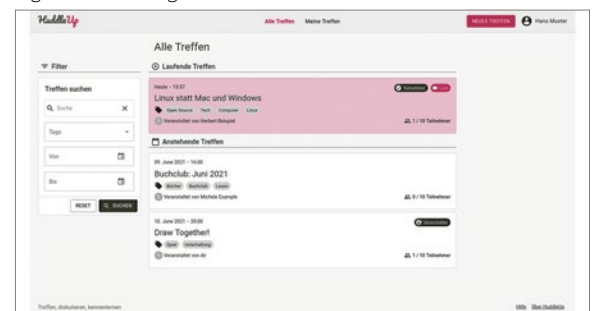 HuddleUp
Alle Treffen
Meine Treffen
NEUES TREFFEN
Hans Muster
Alle Treffen
Filter
Treffen suchen
Suche
Tags
Von
Bis
RESET
SUCHEN
Laufende Treffen
Heute - 15:57
Teilnehmer
Live
Linux statt Mac und Windows
Open Source
Tech
Computer
Linux
Veranstaltet von Herbert Beispiel
1 / 10 Teilnehmer
Anstehende Treffen
09. June 2021 - 16:00
Buchclub: Juni 2021
Bücher
Buchclub
Lesen
Veranstaltet von Michele Example
0 / 10 Teilnehmer
10. June 2021 - 20:00
Veranstalter
Draw Together!
Spiel
Unterhaltung
Veranstaltet von dir
1 / 10 Teilnehmer
Treffen, diskutieren, kennenlernen
Hilfe
Über HuddleUp